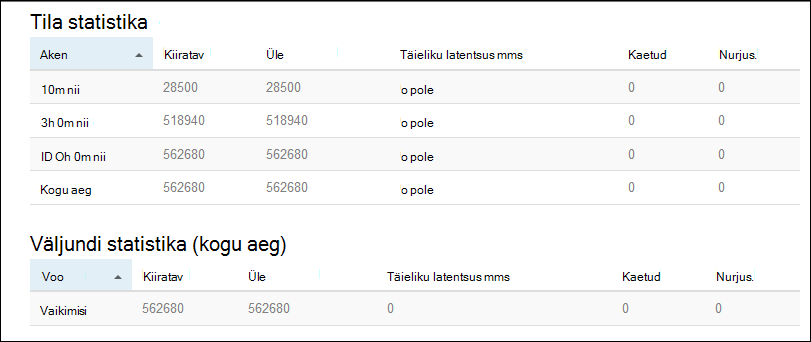 Tila statistika
Aken Kiiratav Üle Täieliku latentsus mms Kaetud Nurjus.
10m nii 28500 28500 o pole 0 0
3h 0m nii 518940 518940 o pole 0 0
ID Oh 0m nii 562680 562680 o pole 0 0
Kogu aeg 562680 562680 o pole 0 0
Väljundi statistika (kogu aeg)
Voo Kiiratav Üle Täieliku latentsus mms Kaetud Nurjus.
Vaikimisi 562680 562680 0 0 0